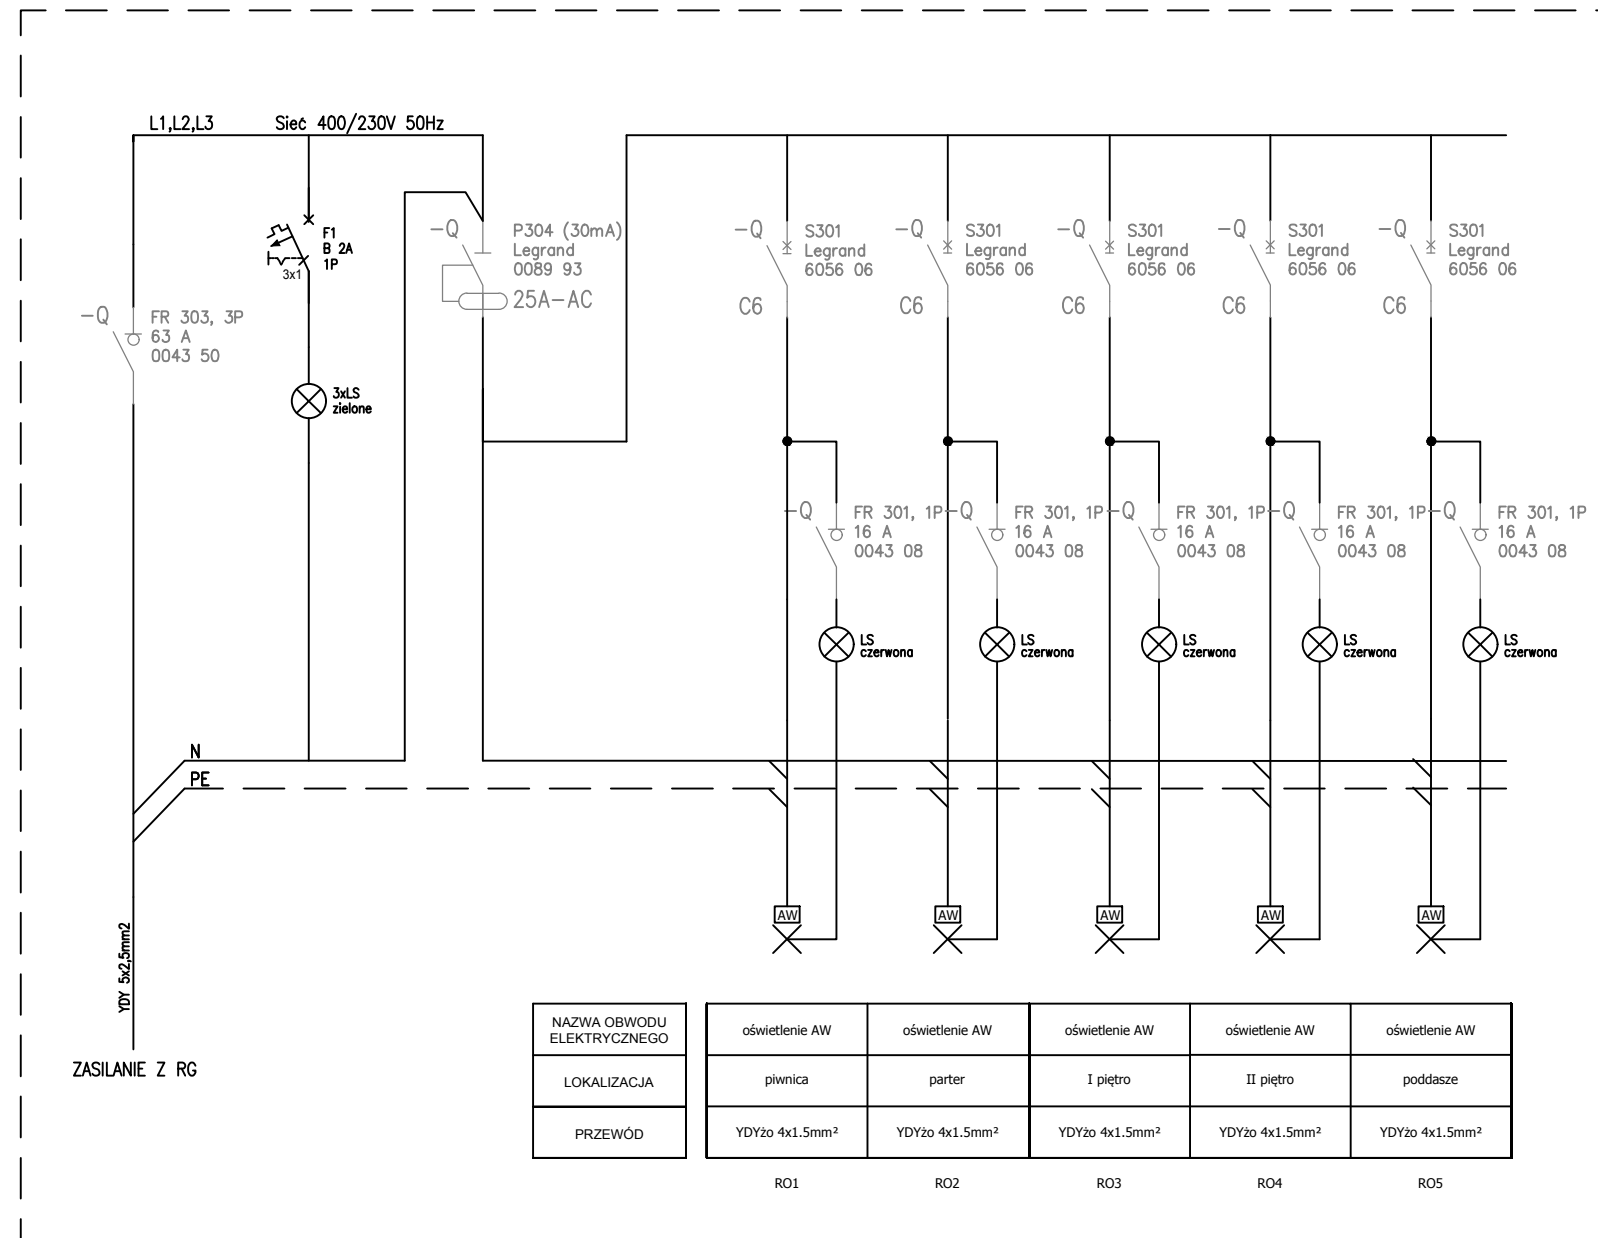 L1,L2,L3
Sieć 400/230V 50Hz
-Q
FR 303, 3P
63 A
0043 50
F1
B 2A
1P
3x1
3xLS
zielone
-Q
P304 (30mA)
Legrand
0089 93
25A-AC
-Q
S301
Legrand
6056 06
C6
-Q
S301
Legrand
6056 06
C6
-Q
S301
Legrand
6056 06
C6
-Q
S301
Legrand
6056 06
C6
-Q
S301
Legrand
6056 06
C6
-Q
FR 301, 1P
16 A
0043 08
-Q
FR 301, 1P
16 A
0043 08
-Q
FR 301, 1P
16 A
0043 08
-Q
FR 301, 1P
16 A
0043 08
-Q
FR 301, 1P
16 A
0043 08
LS
czerwona
LS
czerwona
LS
czerwona
LS
czerwona
LS
czerwona
N
PE
AW
AW
AW
AW
AW
YDY 5x2,5mm2
ZASILANIE Z RG
NAZWA OBWODU
ELEKTRYCZNEGO
oświetlenie AW
oświetlenie AW
oświetlenie AW
oświetlenie AW
oświetlenie AW
LOKALIZACJA
piwnica
parter
I piętro
II piętro
poddasze
PRZEWÓD
YDYżo 4x1.5mm²
YDYżo 4x1.5mm²
YDYżo 4x1.5mm²
YDYżo 4x1.5mm²
YDYżo 4x1.5mm²
RO1
RO2
RO3
RO4
RO5